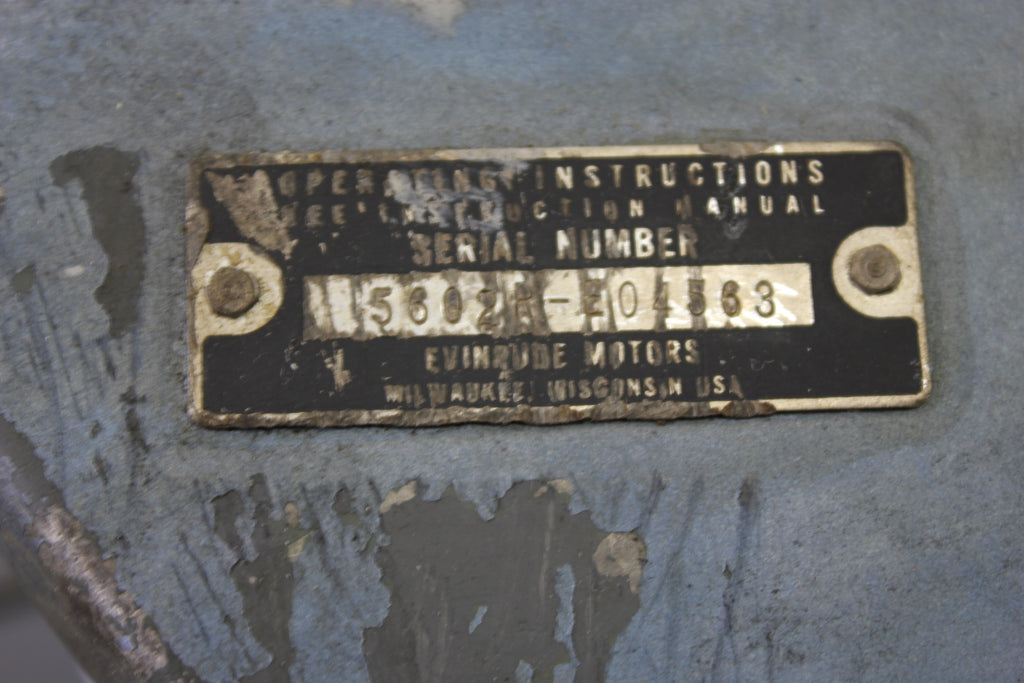 OPERATING INSTRUCTIONS
SEE INSTRUCTION MANUAL
SERIAL NUMBER
5602R-E04563
EVINRUDE MOTORS
MILWAUKEE, WISCONSIN USA